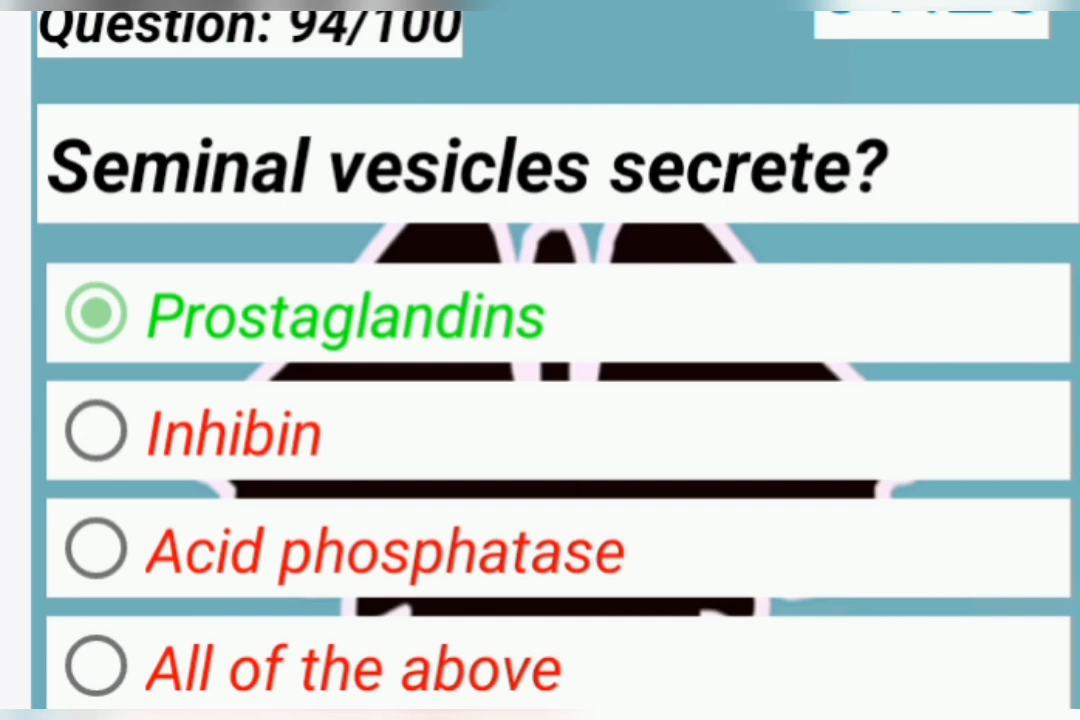 Question: 94/100
Seminal vesicles secrete?
Prostaglandins
Inhibin
Acid phosphatase
All of the above